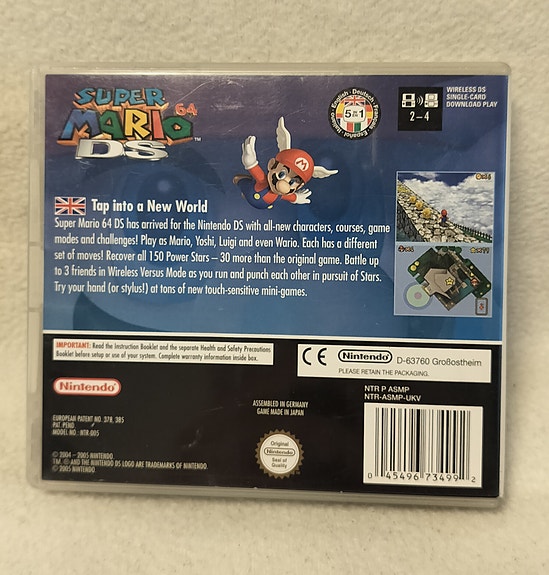 SUPER
MARIO 64
DS
TM
English · Deutsch · Français · Español · Italiano
5 in 1
2–4
WIRELESS DS
SINGLE-CARD
DOWNLOAD PLAY
Tap into a New World
Super Mario 64 DS has arrived for the Nintendo DS with all-new characters, courses, game
modes and challenges! Play as Mario, Yoshi, Luigi and even Wario. Each has a different
set of moves! Recover all 150 Power Stars – 30 more than the original game. Battle up
to 3 friends in Wireless Versus Mode as you run and punch each other in pursuit of Stars.
Try your hand (or stylus!) at tons of new touch-sensitive mini-games.
IMPORTANT: Read the Instruction Booklet and the separate Health and Safety Precautions
Booklet before setup or use of your system. Complete warranty information inside box.
CE Nintendo D-63760 Großostheim
PLEASE RETAIN THE PACKAGING.
Nintendo
NTR P ASMP
NTR-ASMP-UKV
EUROPEAN PATENT NO. 378, 385
PAT. PEND
MODEL NO.: NTR-005
ASSEMBLED IN GERMANY
GAME MADE IN JAPAN
Original
Nintendo
Seal of
Quality
© 2004 – 2005 NINTENDO
TM, ® AND THE NINTENDO DS LOGO ARE TRADEMARKS OF NINTENDO.
© 2005 NINTENDO
0 45496 73499 2